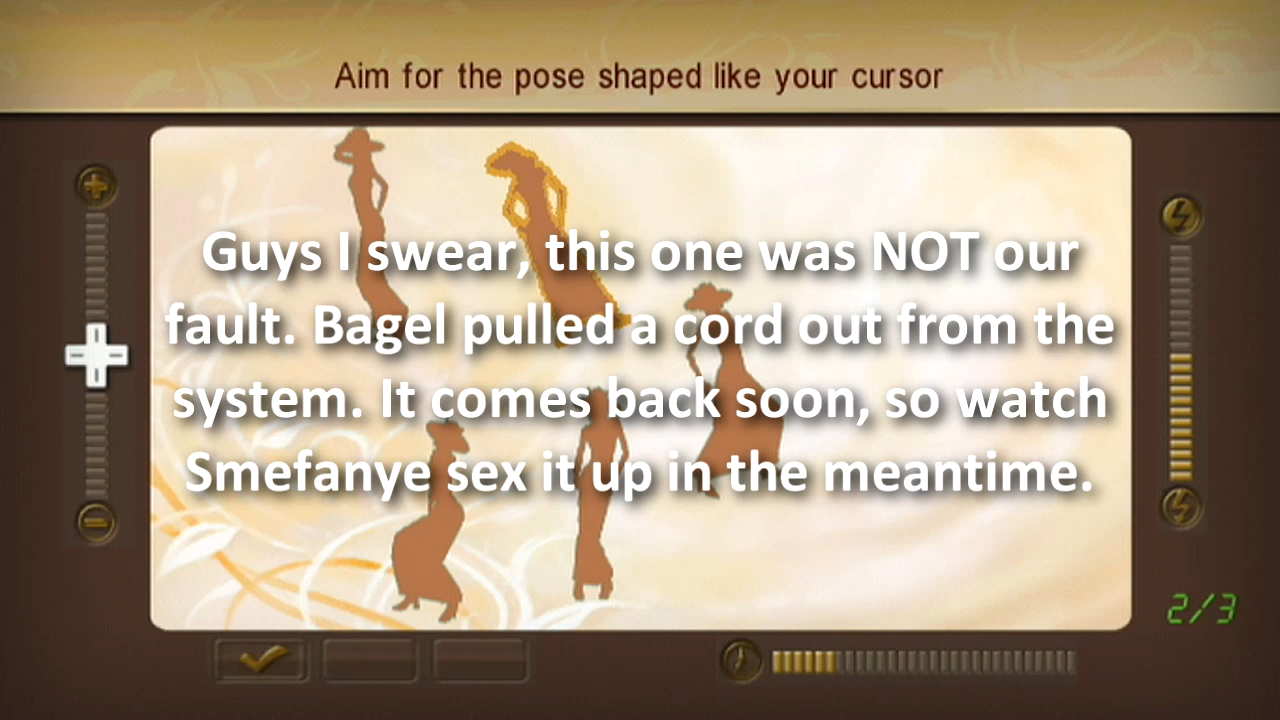 Aim for the pose shaped like your cursor
Guys I swear, this one was NOT our
fault. Bagel pulled a cord out from the
system. It comes back soon, so watch
Smefanye sex it up in the meantime.
2/3